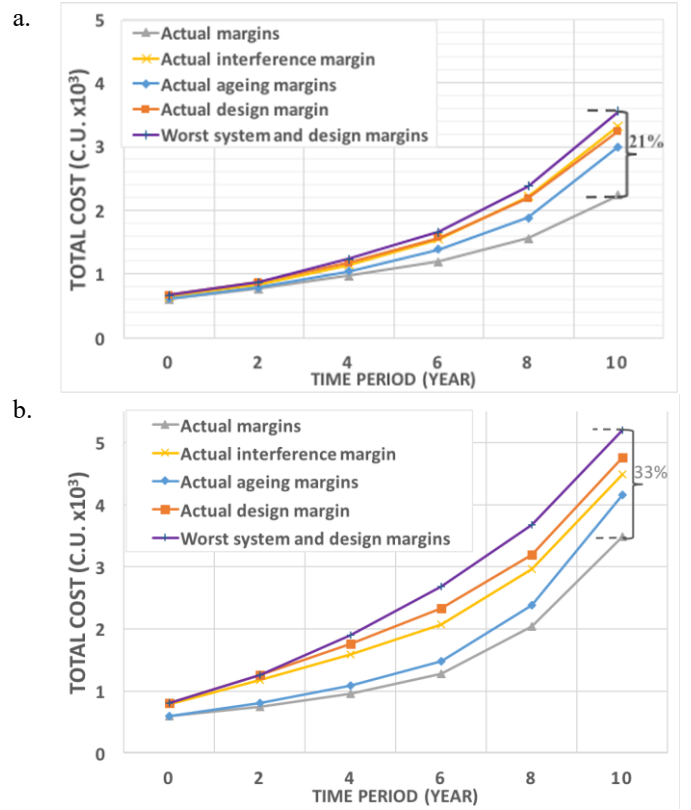 a.
5
4
3
2
1
0
TOTAL COST (C.U. x10³)
Actual margins
Actual interference margin
Actual ageing margins
Actual design margin
Worst system and design margins
21%
0 2 4 6 8 10
TIME PERIOD (YEAR)
b.
5
4
3
2
1
0
TOTAL COST (C.U. x10³)
Actual margins
Actual interference margin
Actual ageing margins
Actual design margin
Worst system and design margins
33%
0 2 4 6 8 10
TIME PERIOD (YEAR)